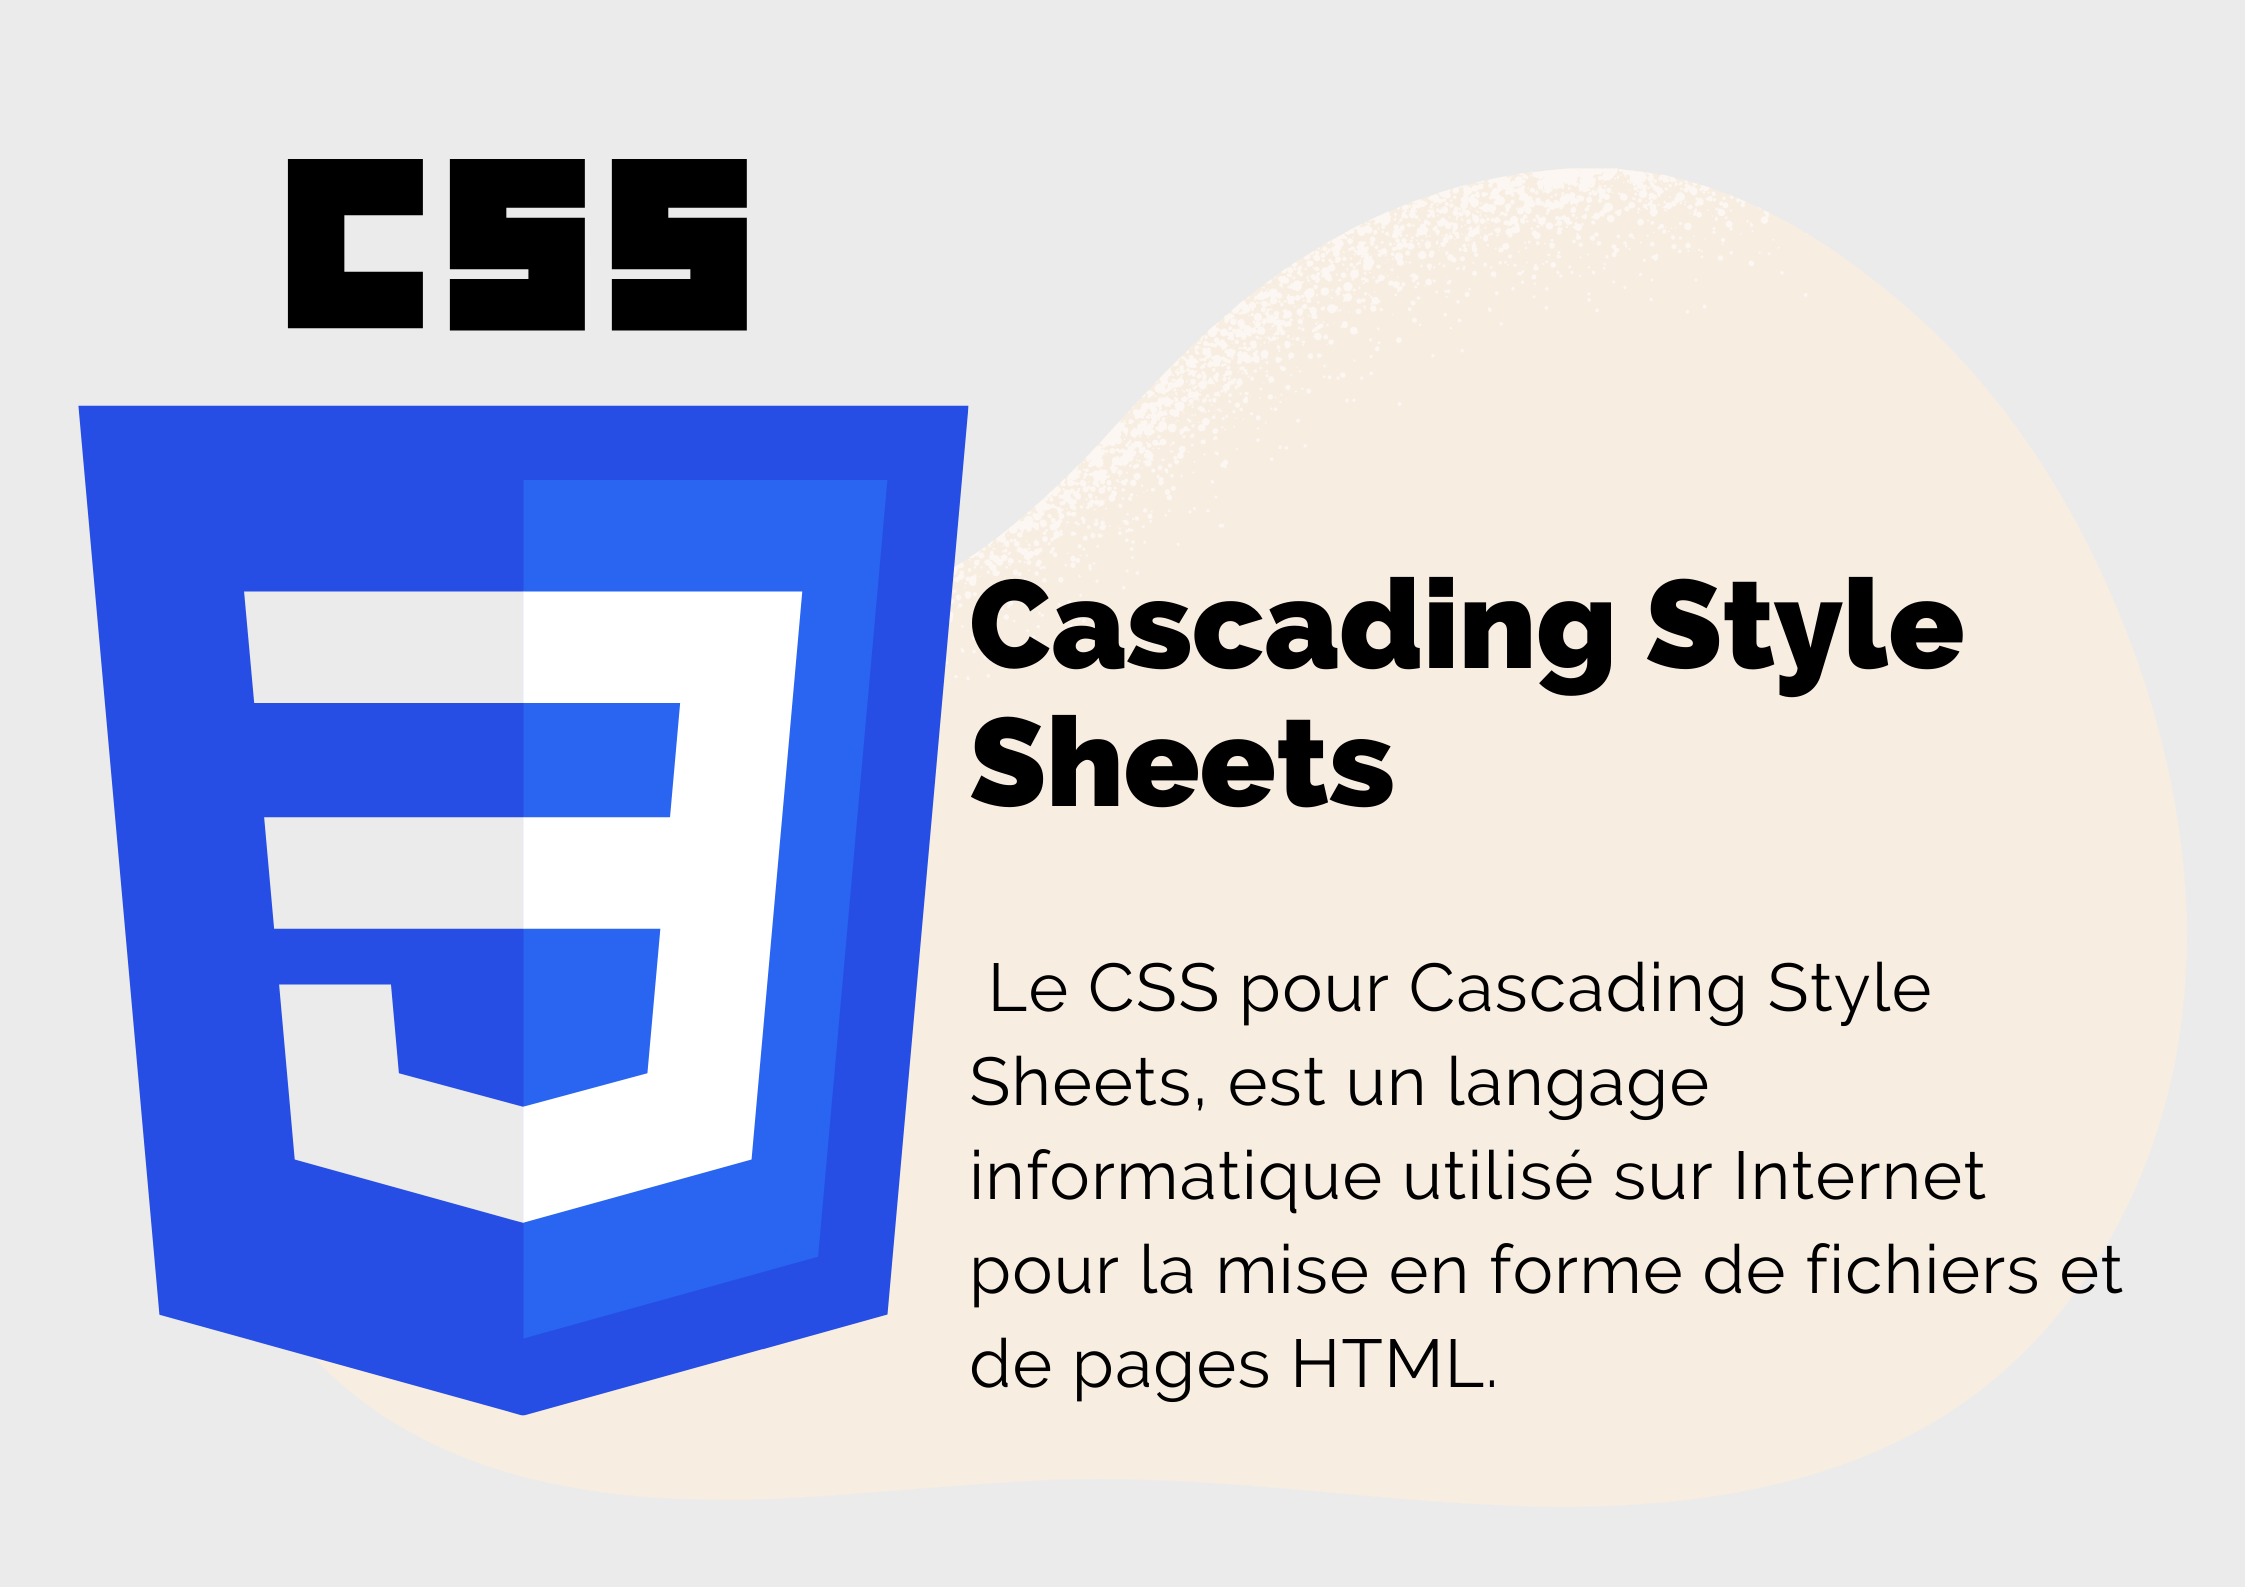 CSS
Cascading Style
Sheets
Le CSS pour Cascading Style
Sheets, est un langage
informatique utilisé sur Internet
pour la mise en forme de fichiers et
de pages HTML.